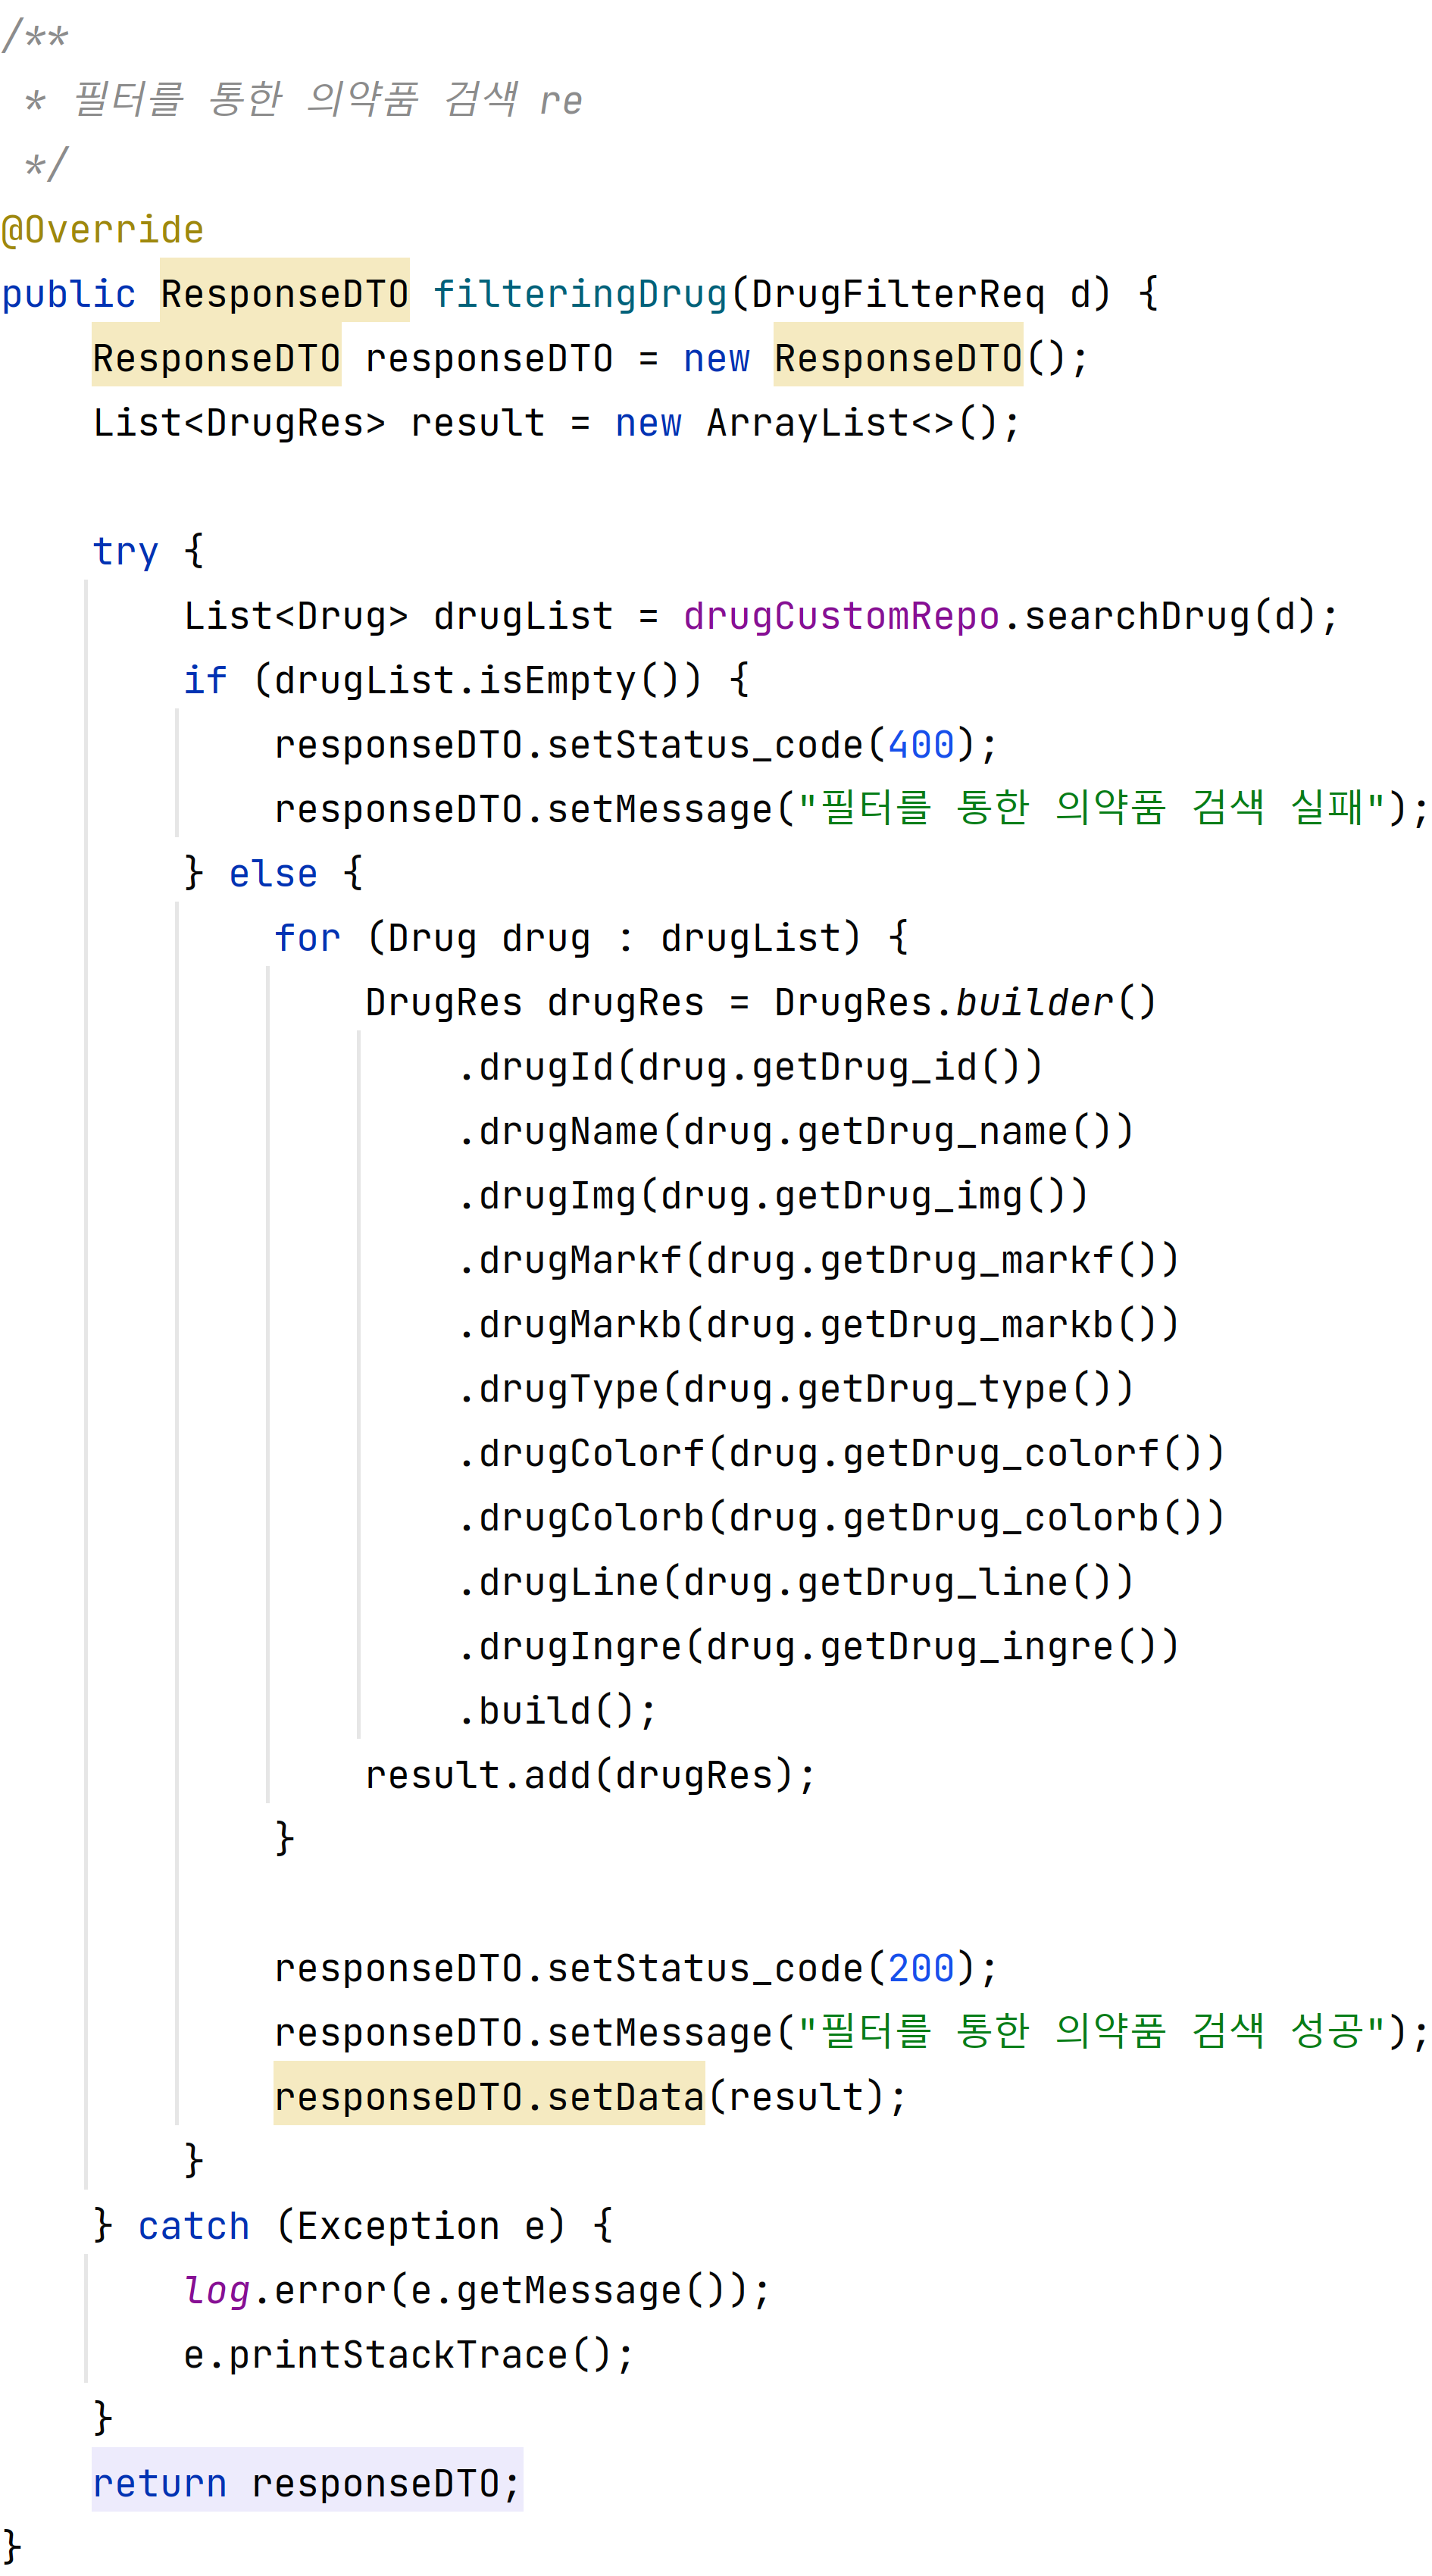 /**
 * 필터를 통한 의약품 검색 re
 */
@Override
public ResponseDTO filteringDrug(DrugFilterReq d) {
    ResponseDTO responseDTO = new ResponseDTO();
    List<DrugRes> result = new ArrayList<>();

    try {
        List<Drug> drugList = drugCustomRepo.searchDrug(d);
        if (drugList.isEmpty()) {
            responseDTO.setStatus_code(400);
            responseDTO.setMessage("필터를 통한 의약품 검색 실패");
        } else {
            for (Drug drug : drugList) {
                DrugRes drugRes = DrugRes.builder()
                    .drugId(drug.getDrug_id())
                    .drugName(drug.getDrug_name())
                    .drugImg(drug.getDrug_img())
                    .drugMarkf(drug.getDrug_markf())
                    .drugMarkb(drug.getDrug_markb())
                    .drugType(drug.getDrug_type())
                    .drugColorf(drug.getDrug_colorf())
                    .drugColorb(drug.getDrug_colorb())
                    .drugLine(drug.getDrug_line())
                    .drugIngre(drug.getDrug_ingre())
                    .build();
                result.add(drugRes);
            }

            responseDTO.setStatus_code(200);
            responseDTO.setMessage("필터를 통한 의약품 검색 성공");
            responseDTO.setData(result);
        }
    } catch (Exception e) {
        log.error(e.getMessage());
        e.printStackTrace();
    }
    return responseDTO;
}